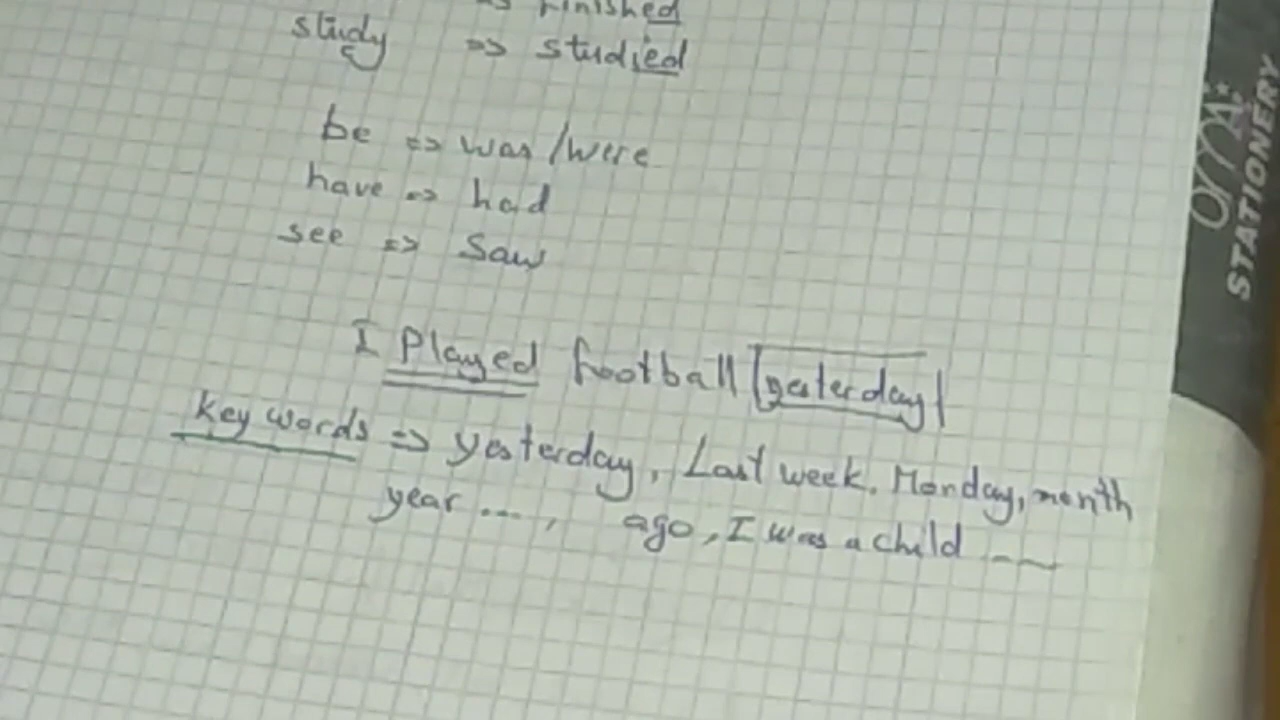 finished
study => studied
be => was/were
have => had
see => saw
I played football yesterday
key words => yesterday, Last week, Monday, month
year ...., ago, I was a child
STATIONERY